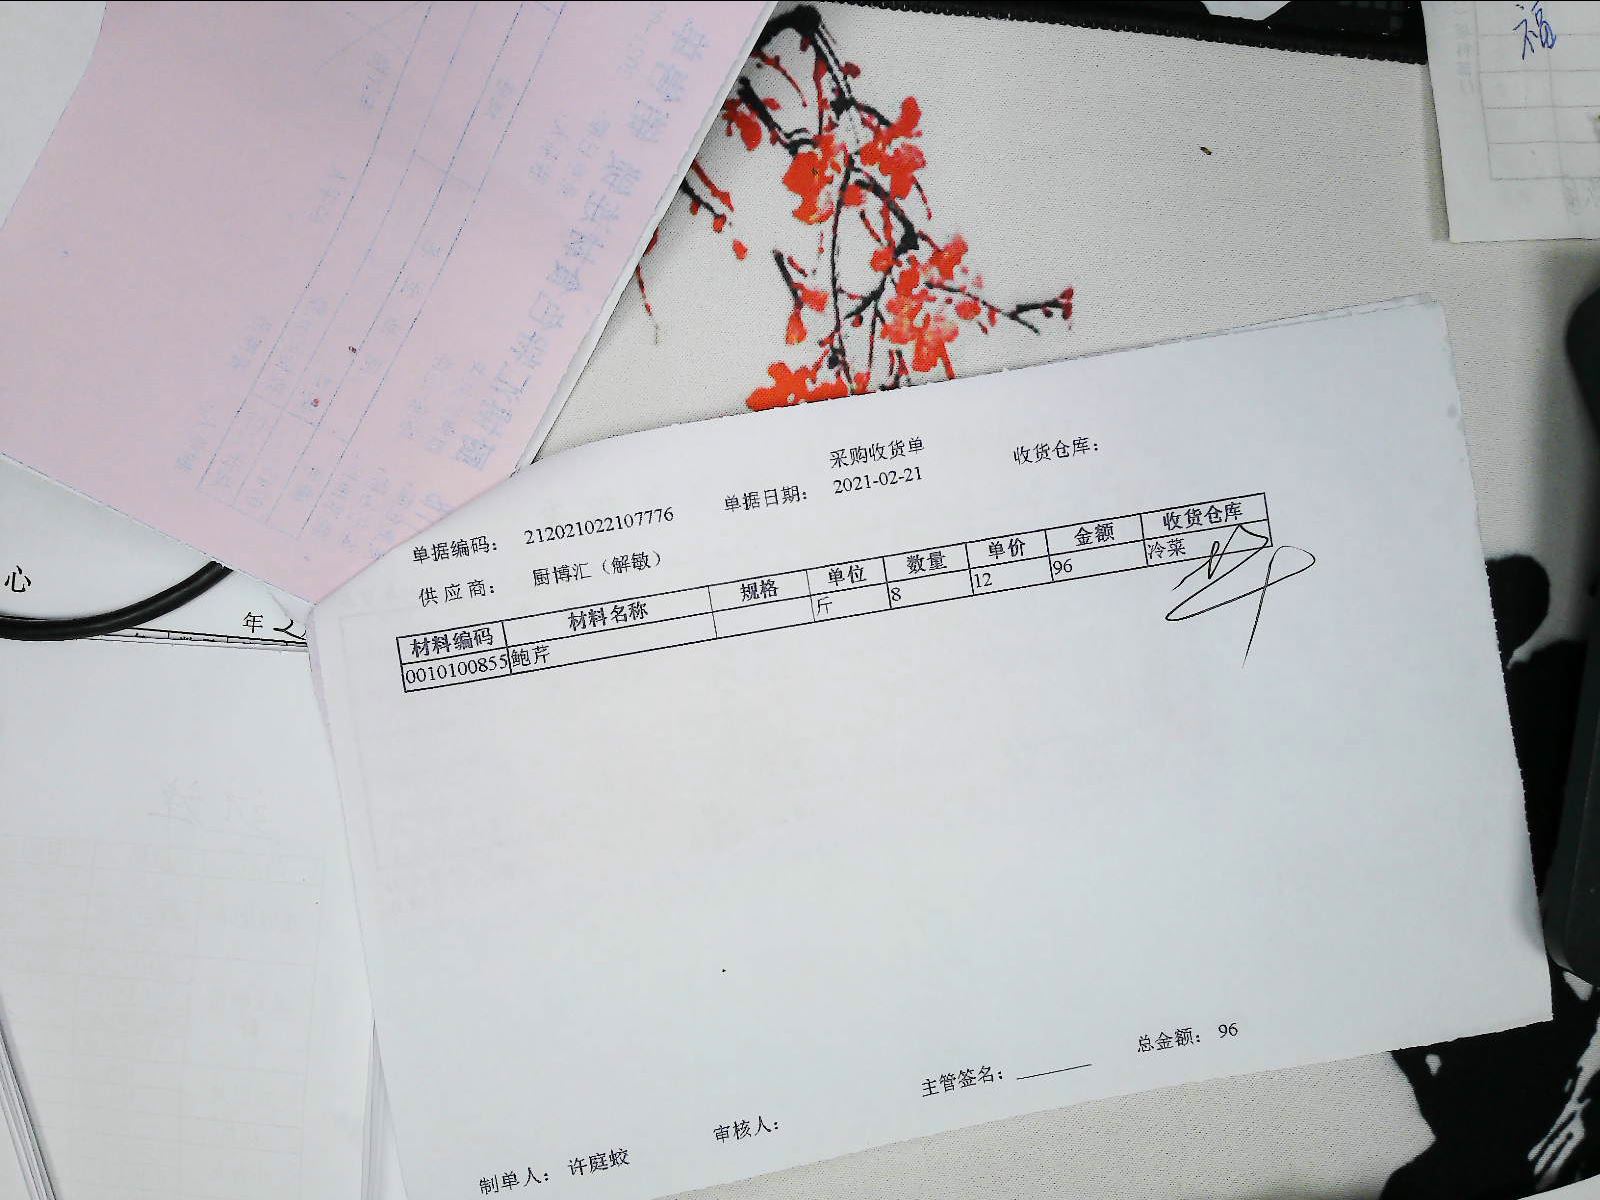 采购收货单
单据编码： 212021022107776 单据日期： 2021-02-21 收货仓库：
供应商： 厨博汇（解敏）
材料编码 材料名称 规格 单位 数量 单价 金额 收货仓库
0010100855 鲍芹 斤 8 12 96 冷菜
总金额： 96
主管签名：
审核人：
制单人： 许庭蛟
福
心
年